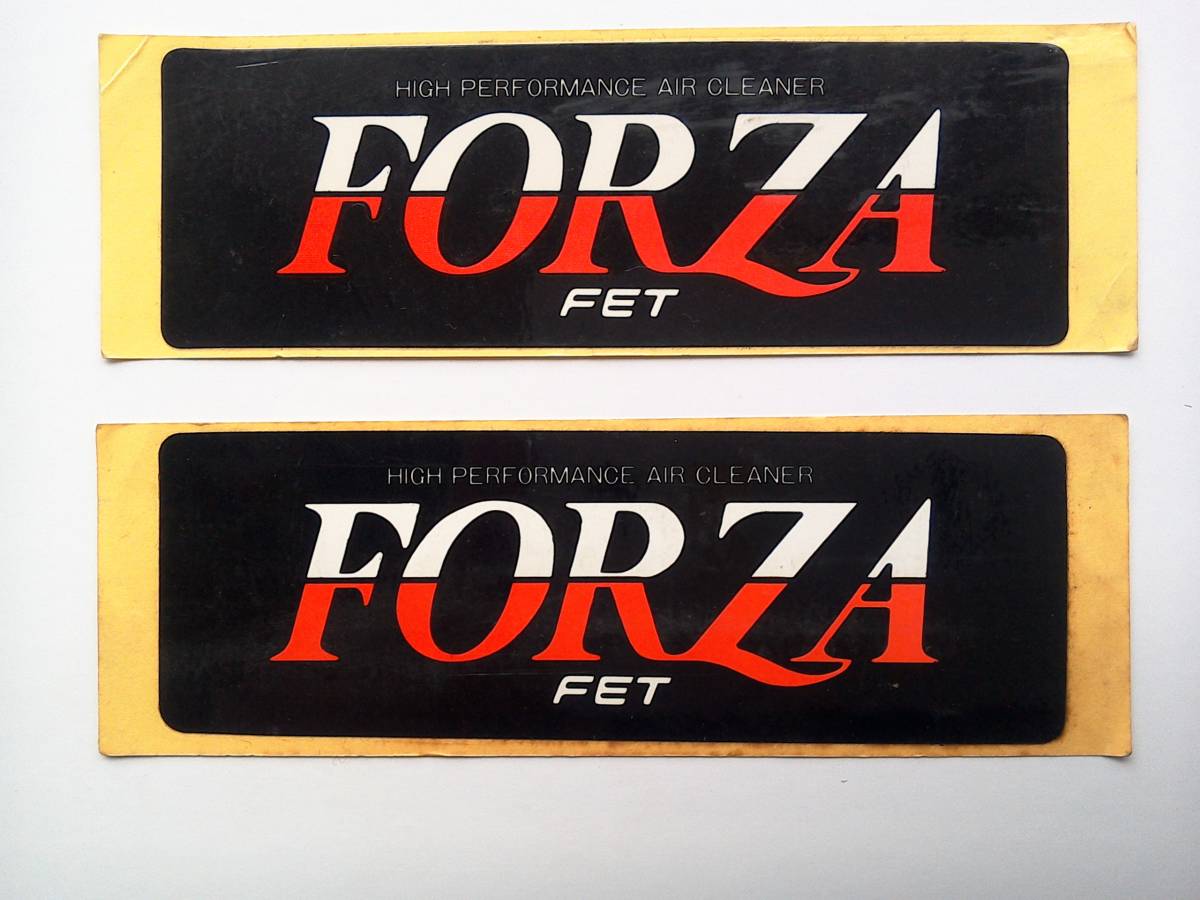 HIGH PERFORMANCE AIR CLEANER
FORZA
FET
HIGH PERFORMANCE AIR CLEANER
FORZA
FET